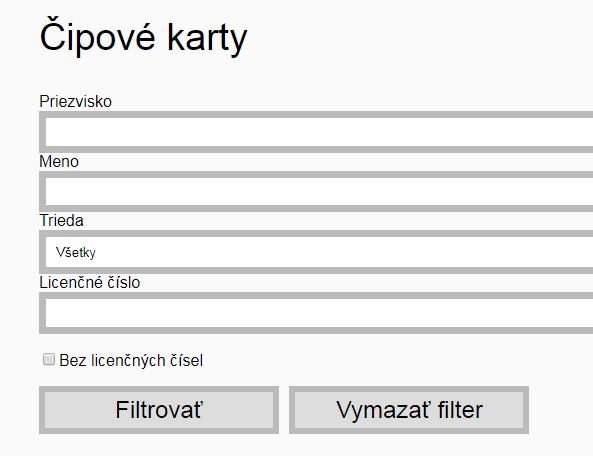 Čipové karty
Priezvisko
Meno
Trieda
Všetky
Licenčné číslo
Bez licenčných čísel
Filtrovať
Vymazať filter